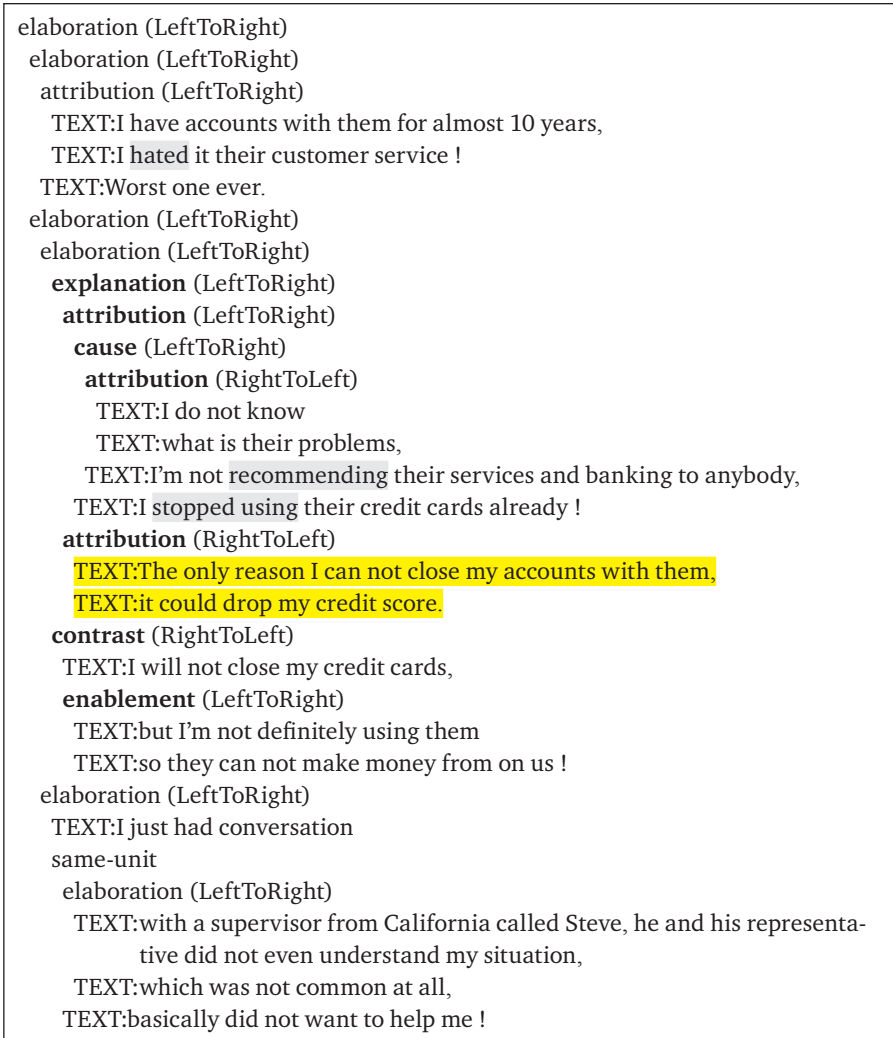 elaboration (LeftToRight)
elaboration (LeftToRight)
attribution (LeftToRight)
TEXT:I have accounts with them for almost 10 years,
TEXT:I hated it their customer service !
TEXT:Worst one ever.
elaboration (LeftToRight)
elaboration (LeftToRight)
explanation (LeftToRight)
attribution (LeftToRight)
cause (LeftToRight)
attribution (RightToLeft)
TEXT:I do not know
TEXT:what is their problems,
TEXT:I'm not recommending their services and banking to anybody,
TEXT:I stopped using their credit cards already !
attribution (RightToLeft)
TEXT:The only reason I can not close my accounts with them,
TEXT:it could drop my credit score.
contrast (RightToLeft)
TEXT:I will not close my credit cards,
enablement (LeftToRight)
TEXT:but I'm not definitely using them
TEXT:so they can not make money from on us !
elaboration (LeftToRight)
TEXT:I just had conversation
same-unit
elaboration (LeftToRight)
TEXT:with a supervisor from California called Steve, he and his representa-
tive did not even understand my situation,
TEXT:which was not common at all,
TEXT:basically did not want to help me !